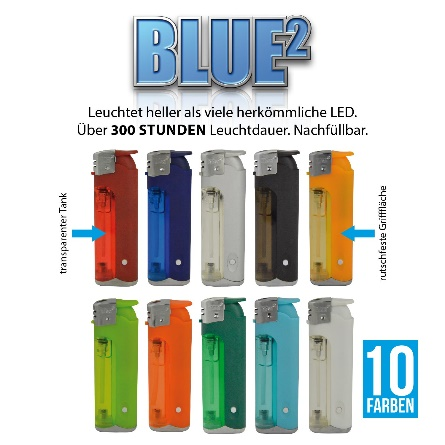 BLUE²
Leuchtet heller als viele herkömmliche LED.
Über 300 STUNDEN Leuchtdauer. Nachfüllbar.
transparenter Tank
rutschfeste Grifffläche
10
FARBEN